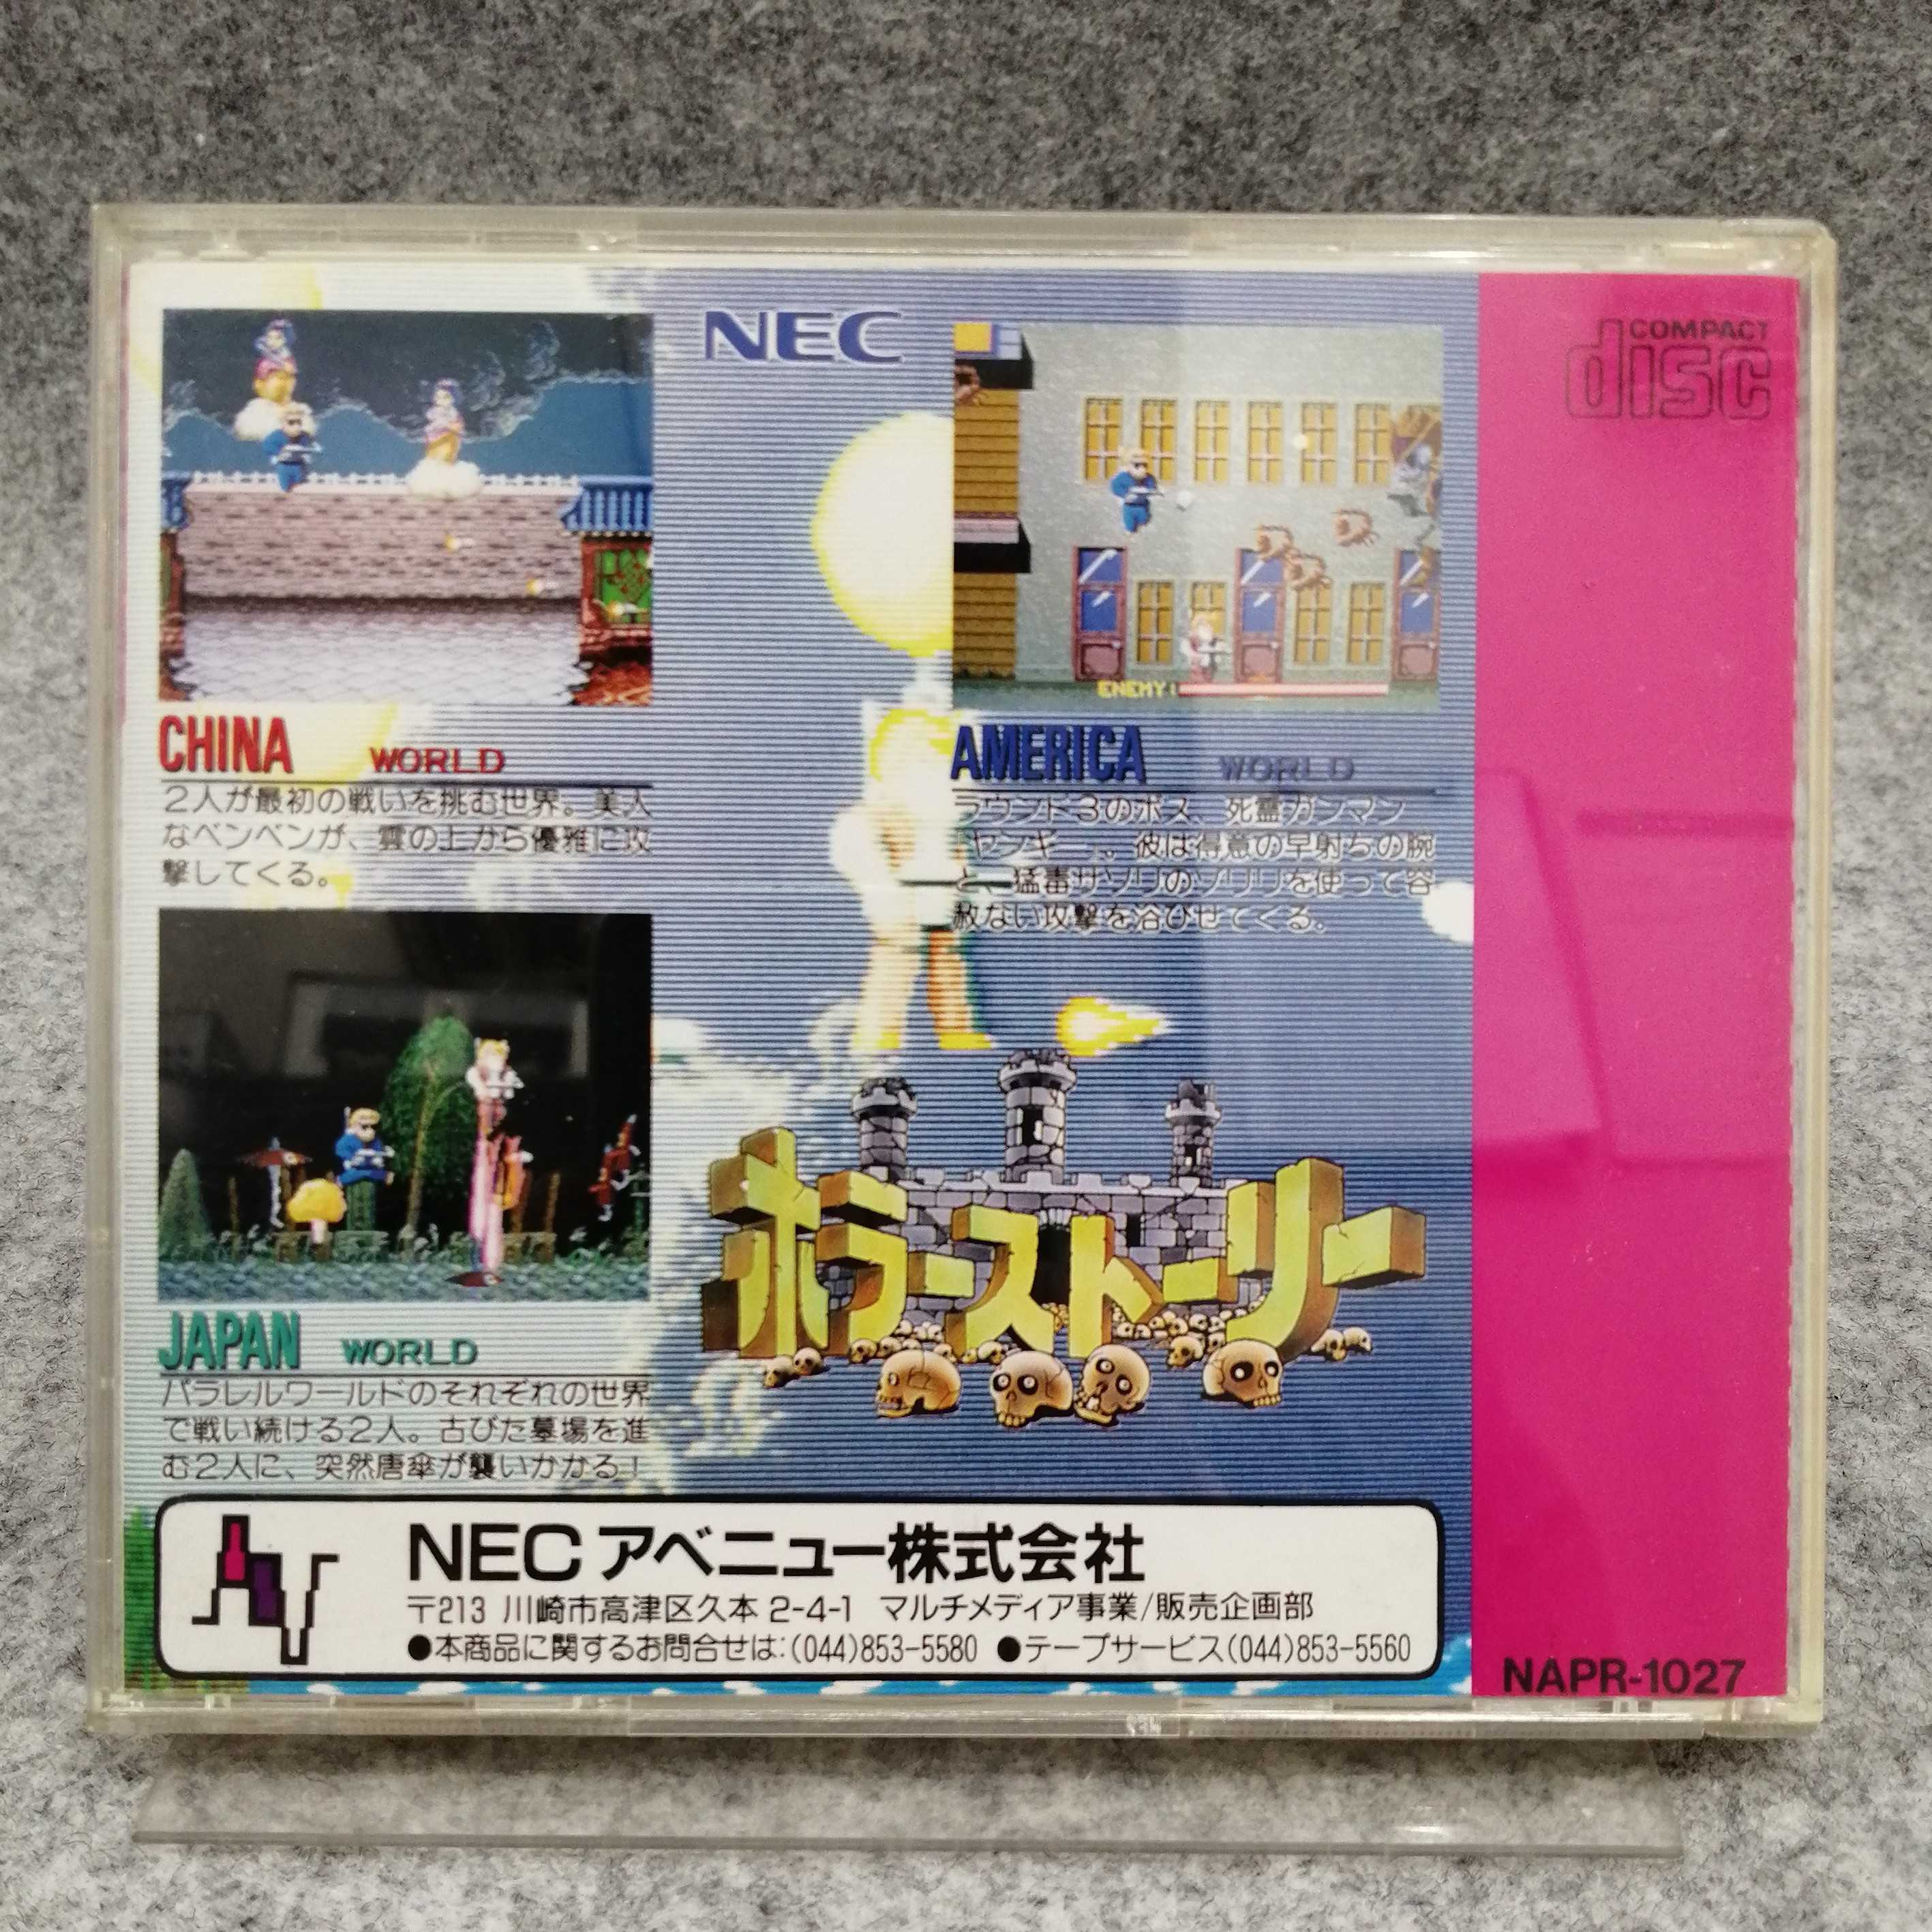 NEC
COMPACT
disc
ENEMY
CHINA WORLD
2人が最初の戦いを挑む世界。美人
なベンベンが、雲の上から優雅に攻
撃してくる。
AMERICA WORLD
ラウンド3のボス、死霊ガンマン
彼は得意の早射ちの腕
と、猛毒サソリのゾリリを使って容
赦ない攻撃を浴びせてくる。
JAPAN WORLD
パラレルワールドのそれぞれの世界
で戦い続ける2人。古びた墓場を進
む2人に、突然唐傘が襲いかかる!
ホラーストーリー
NECアベニュー株式会社
〒213 川崎市高津区久本2-4-1 マルチメディア事業/販売企画部
●本商品に関するお問合せは:(044)853-5580 ●テープサービス(044)853-5560
NAPR-1027